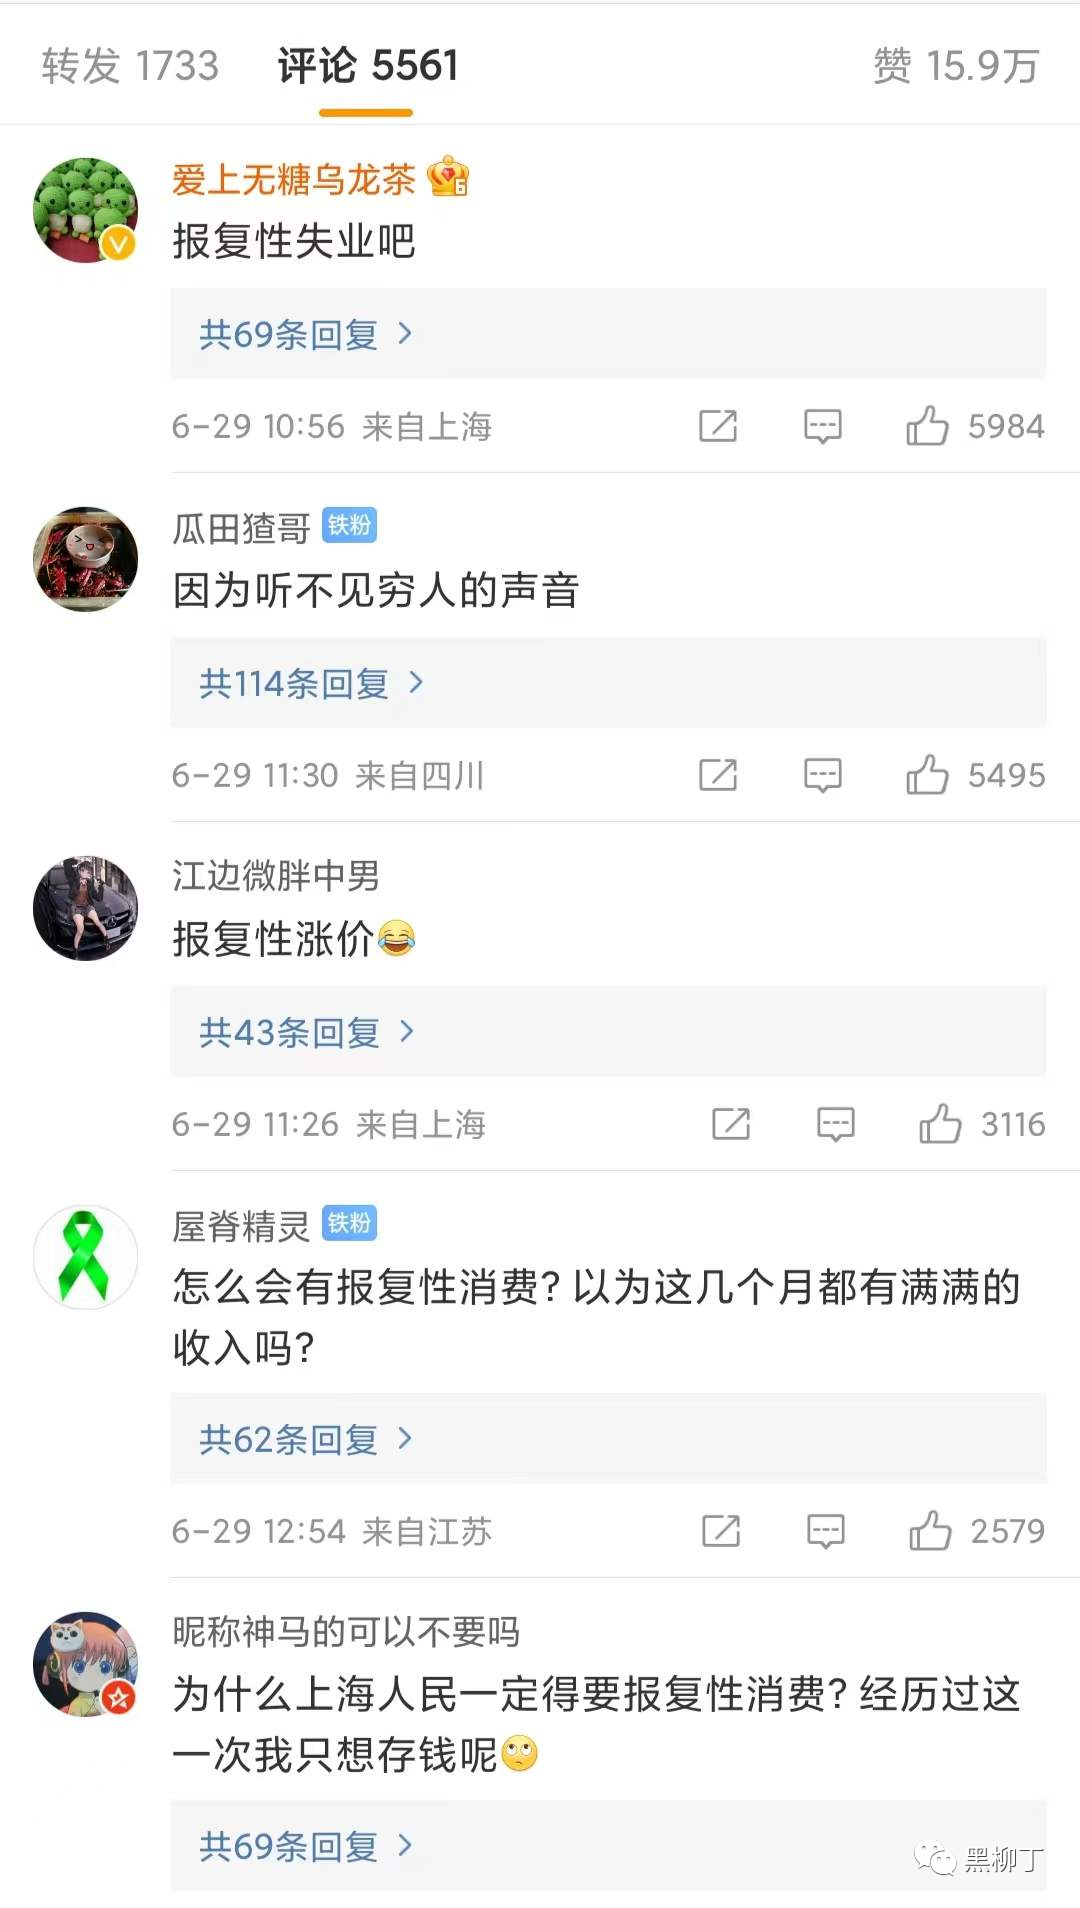 转发 1733 评论 5561 赞 15.9万
爱上无糖乌龙茶
报复性失业吧
共69条回复
6-29 10:56 来自上海 5984
瓜田猹哥 铁粉
因为听不见穷人的声音
共114条回复
6-29 11:30 来自四川 5495
江边微胖中男
报复性涨价😂
共43条回复
6-29 11:26 来自上海 3116
屋脊精灵 铁粉
怎么会有报复性消费?以为这几个月都有满满的
收入吗?
共62条回复
6-29 12:54 来自江苏 2579
昵称神马的可以不要吗
为什么上海人民一定得要报复性消费?经历过这
一次我只想存钱呢🙄
共69条回复
黑柳丁